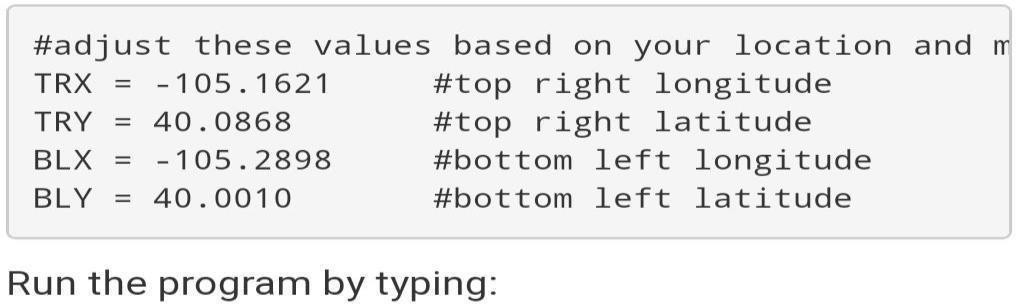 #adjust these values based on your location and
TRX = -105.1621 #top right longitude
TRY = 40.0868 #top right latitude
BLX = -105.2898 #bottom left longitude
BLY = 40.0010 #bottom left latitude
Run the program by typing: